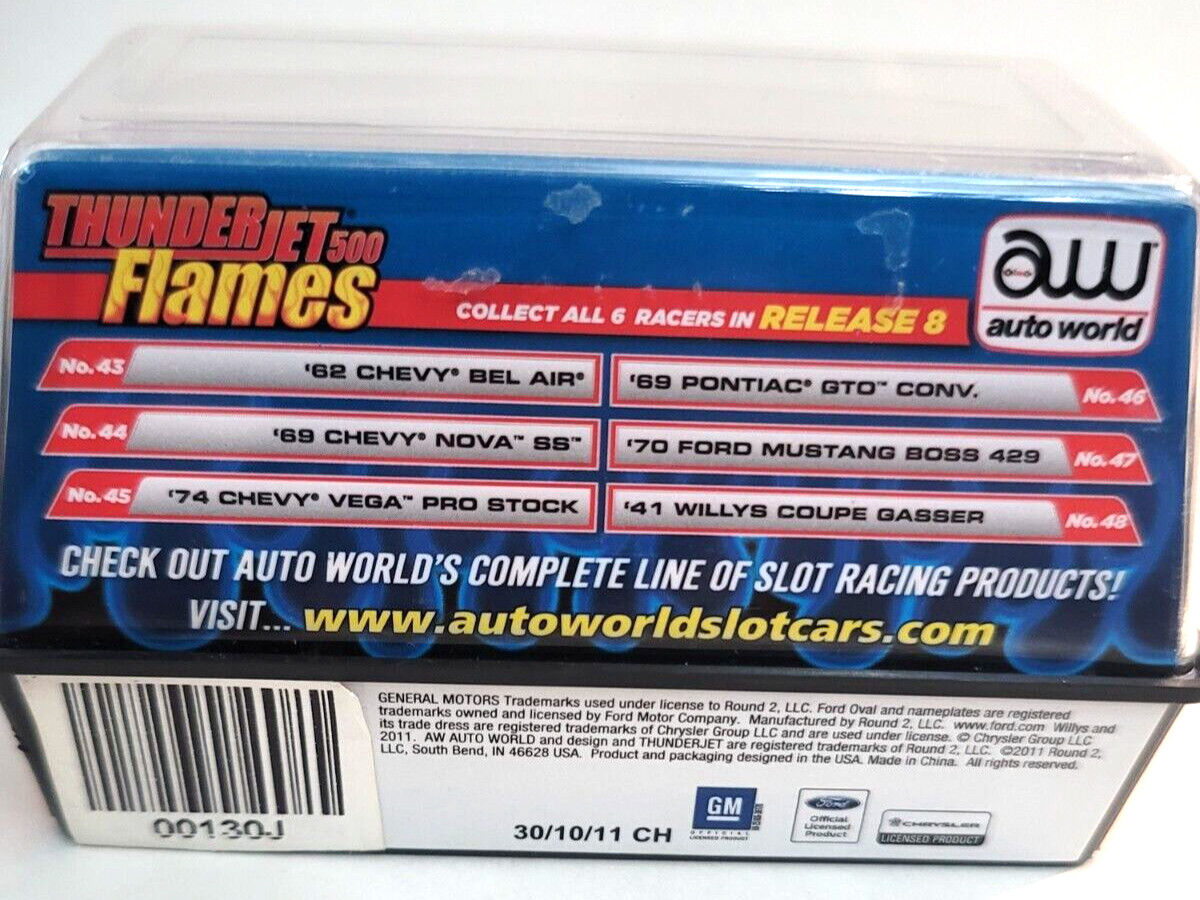 THUNDERJET 500
Flames
COLLECT ALL 6 RACERS IN RELEASE 8
aw™
auto world
No. 43 '62 CHEVY® BEL AIR®
'69 PONTIAC® GTO™ CONV. No. 46
No. 44 '69 CHEVY® NOVA™ SS™
'70 FORD MUSTANG BOSS 429 No. 47
No. 45 '74 CHEVY® VEGA™ PRO STOCK
'41 WILLYS COUPE GASSER No. 48
CHECK OUT AUTO WORLD'S COMPLETE LINE OF SLOT RACING PRODUCTS!
VISIT... www.autoworldslotcars.com
GENERAL MOTORS Trademarks used under license to Round 2, LLC. Ford Oval and nameplates are registered
trademarks owned and licensed by Ford Motor Company. Manufactured by Round 2, LLC. www.ford.com Willys and
its trade dress are registered trademarks of Chrysler Group LLC and are used under license. © Chrysler Group LLC
2011. AW AUTO WORLD and design and THUNDERJET are registered trademarks of Round 2, LLC. ©2011 Round 2,
LLC, South Bend, IN 46628 USA. Product and packaging designed in the USA. Made in China. All rights reserved.
00130J
30/10/11 CH
GM
OFFICIAL
LICENSED PRODUCT
Ford
Official
Licensed
Product
CHRYSLER
LICENSED PRODUCT